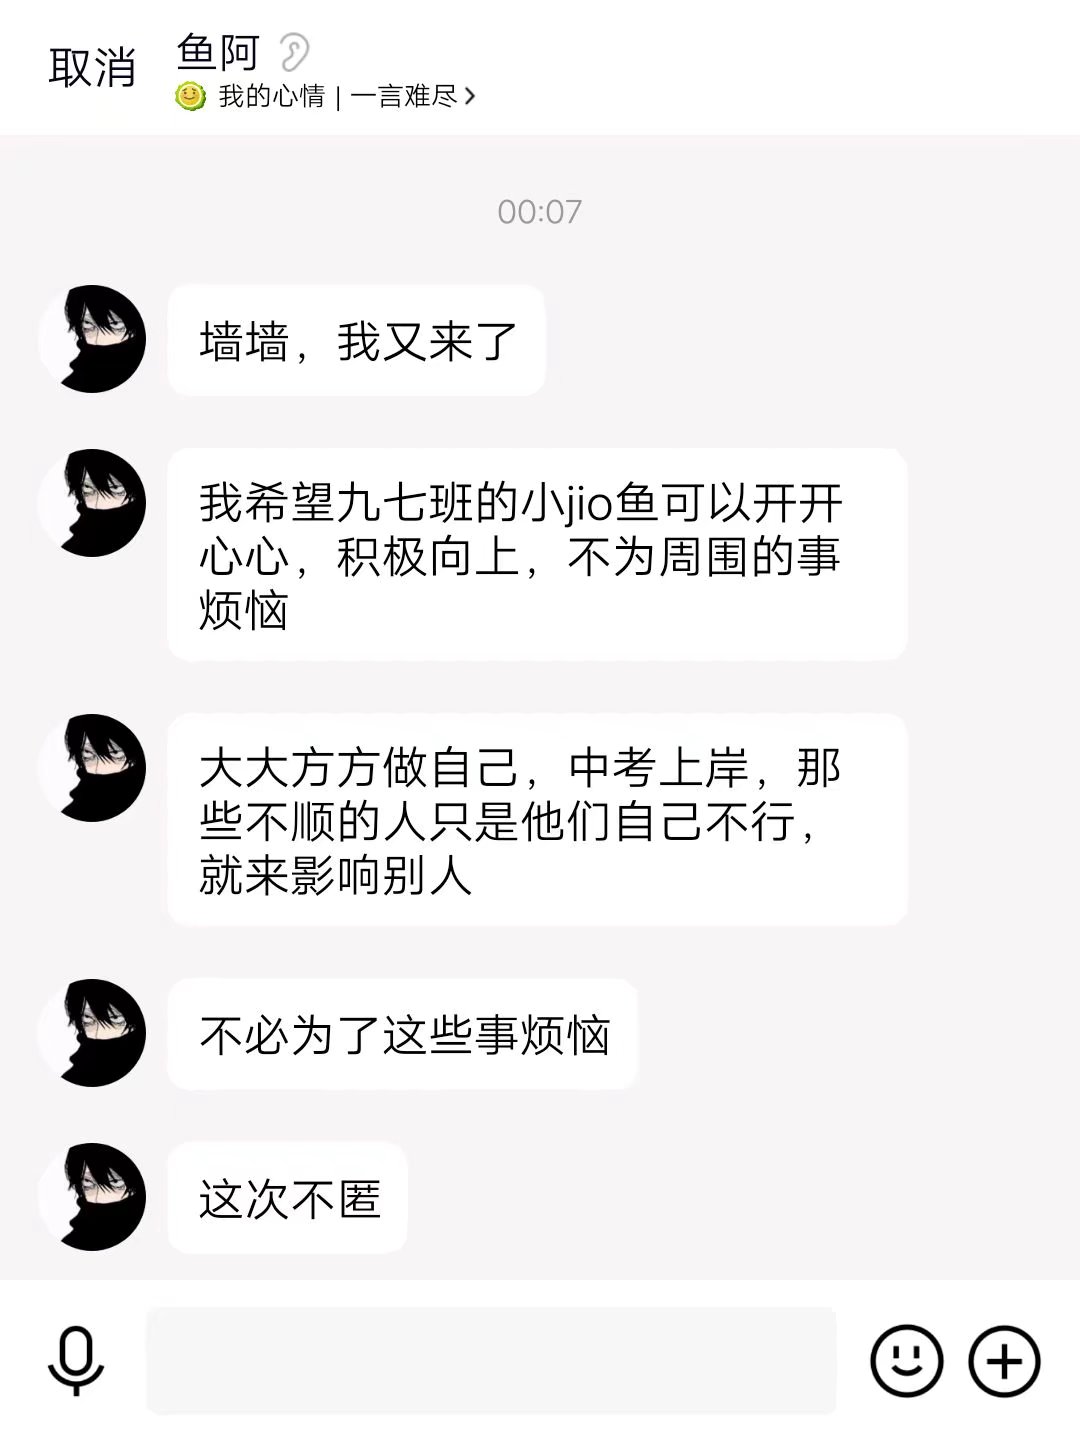 取消
鱼阿
我的心情 | 一言难尽
00:07
墙墙，我又来了
我希望九七班的小jio鱼可以开开
心心，积极向上，不为周围的事
烦恼
大大方方做自己，中考上岸，那
些不顺的人只是他们自己不行，
就来影响别人
不必为了这些事烦恼
这次不匿